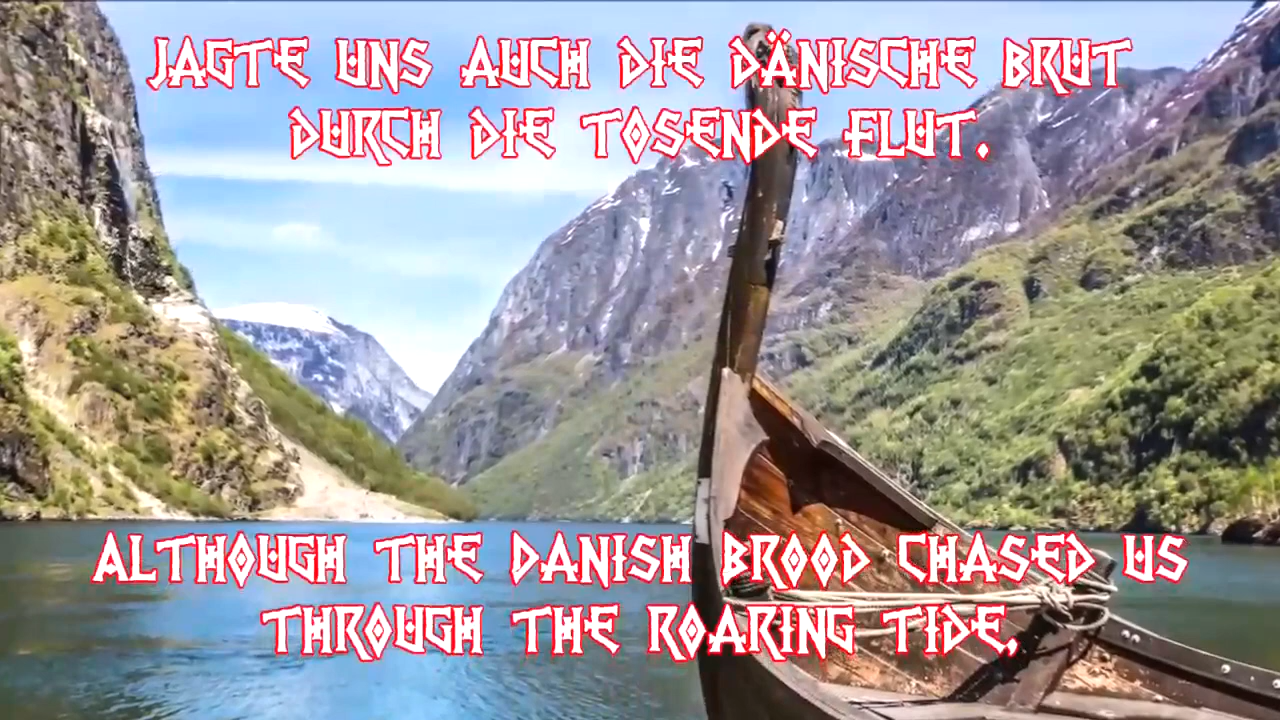 JAGTE UNS AUCH DIE DÄNISCHE BRUT
DURCH DIE TOSENDE FLUT.
ALTHOUGH THE DANISH BROOD CHASED US
THROUGH THE ROARING TIDE,